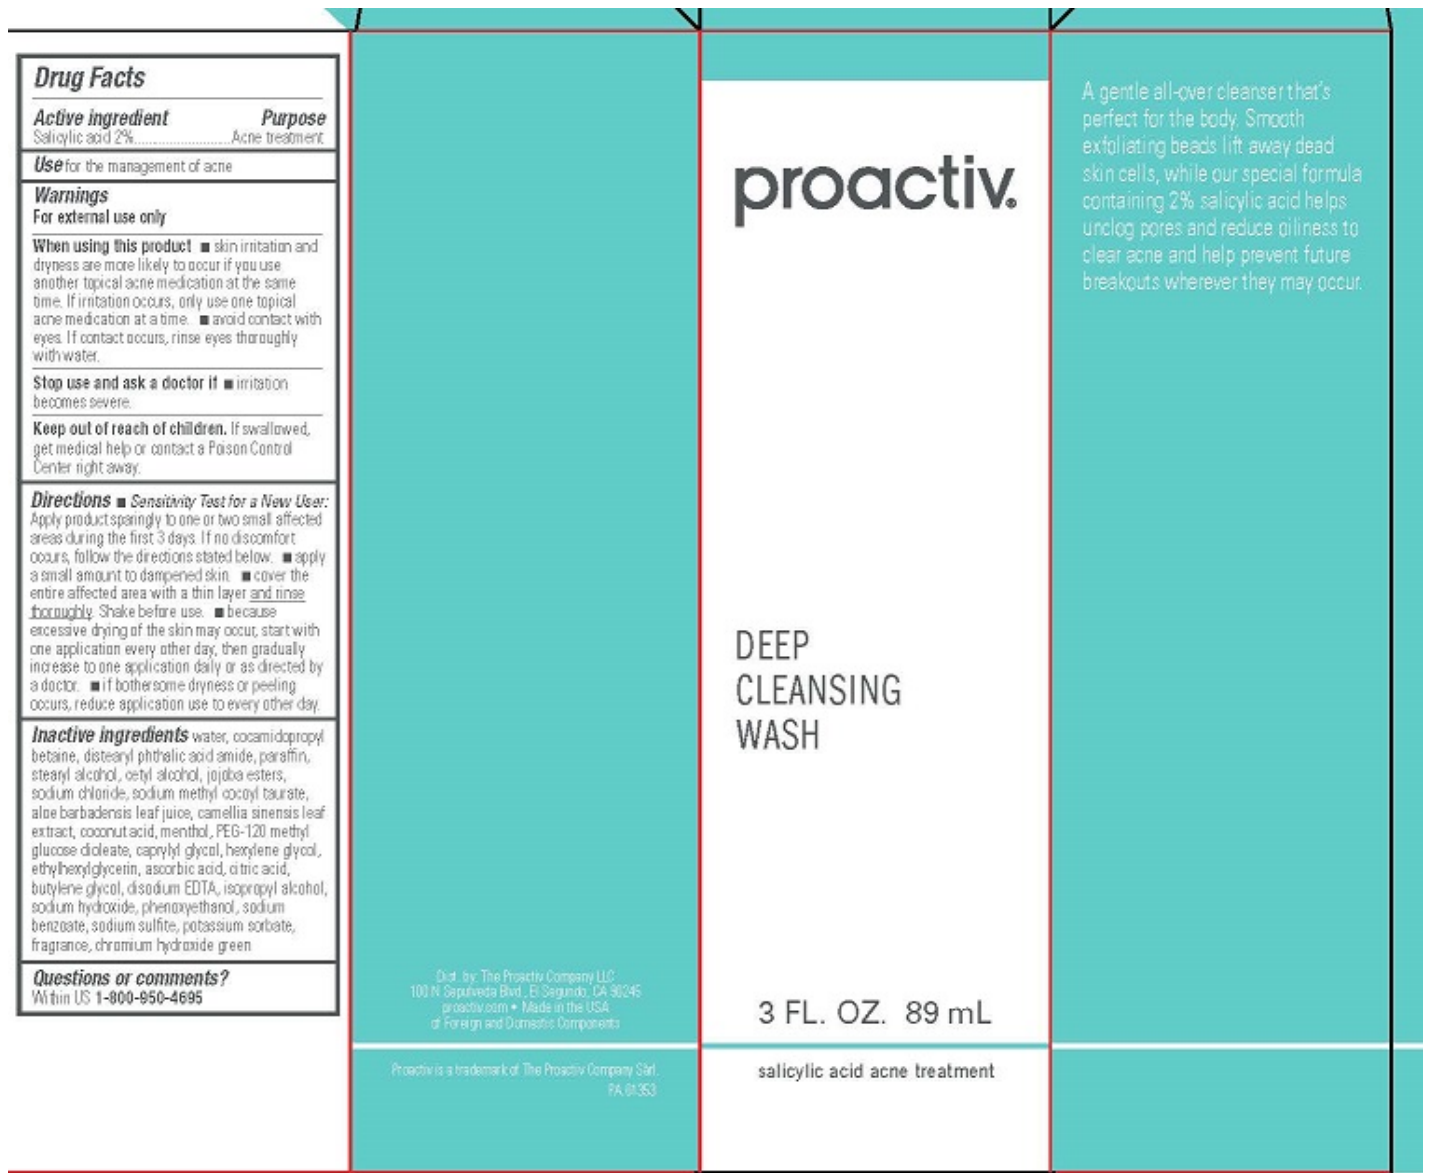 Drug Facts
Active ingredient Purpose
Salicylic acid 2%............................Acne treatment
Use for the management of acne
Warnings
For external use only
When using this product ■ skin irritation and
dryness are more likely to occur if you use
another topical acne medication at the same
time. If irritation occurs, only use one topical
acne medication at a time. ■ avoid contact with
eyes. If contact occurs, rinse eyes thoroughly
with water.
Stop use and ask a doctor if ■ irritation
becomes severe.
Keep out of reach of children. If swallowed,
get medical help or contact a Poison Control
Center right away.
Directions ■ Sensitivity Test for a New User:
Apply product sparingly to one or two small affected
areas during the first 3 days. If no discomfort
occurs, follow the directions stated below. ■ apply
a small amount to dampened skin. ■ cover the
entire affected area with a thin layer and rinse
thoroughly. Shake before use. ■ because
excessive drying of the skin may occur, start with
one application every other day, then gradually
increase to one application daily or as directed by
a doctor. ■ if bothersome dryness or peeling
occurs, reduce application use to every other day.
Inactive ingredients water, cocamidopropyl
betaine, distearyl phthalic acid amide, paraffin,
stearyl alcohol, cetyl alcohol, jojoba esters,
sodium chloride, sodium methyl cocoyl taurate,
aloe barbadensis leaf juice, camellia sinensis leaf
extract, coconut acid, menthol, PEG-120 methyl
glucose dioleate, caprylyl glycol, hexylene glycol,
ethylhexylglycerin, ascorbic acid, citric acid,
butylene glycol, disodium EDTA, isopropyl alcohol,
sodium hydroxide, phenoxyethanol, sodium
benzoate, sodium sulfite, potassium sorbate,
fragrance, chromium hydroxide green
Questions or comments?
Within US 1-800-950-4695
Dist. by: The Proactiv Company LLC
100 N Sepulveda Blvd., El Segundo, CA 90245
proactiv.com • Made in the USA
of Foreign and Domestic Components
Proactiv is a trademark of The Proactiv Company Sàrl.
PA.61353
proactiv®
DEEP
CLEANSING
WASH
3 FL. OZ. 89 mL
salicylic acid acne treatment
A gentle all-over cleanser that's
perfect for the body. Smooth
exfoliating beads lift away dead
skin cells, while our special formula
containing 2% salicylic acid helps
unclog pores and reduce oiliness to
clear acne and help prevent future
breakouts wherever they may occur.